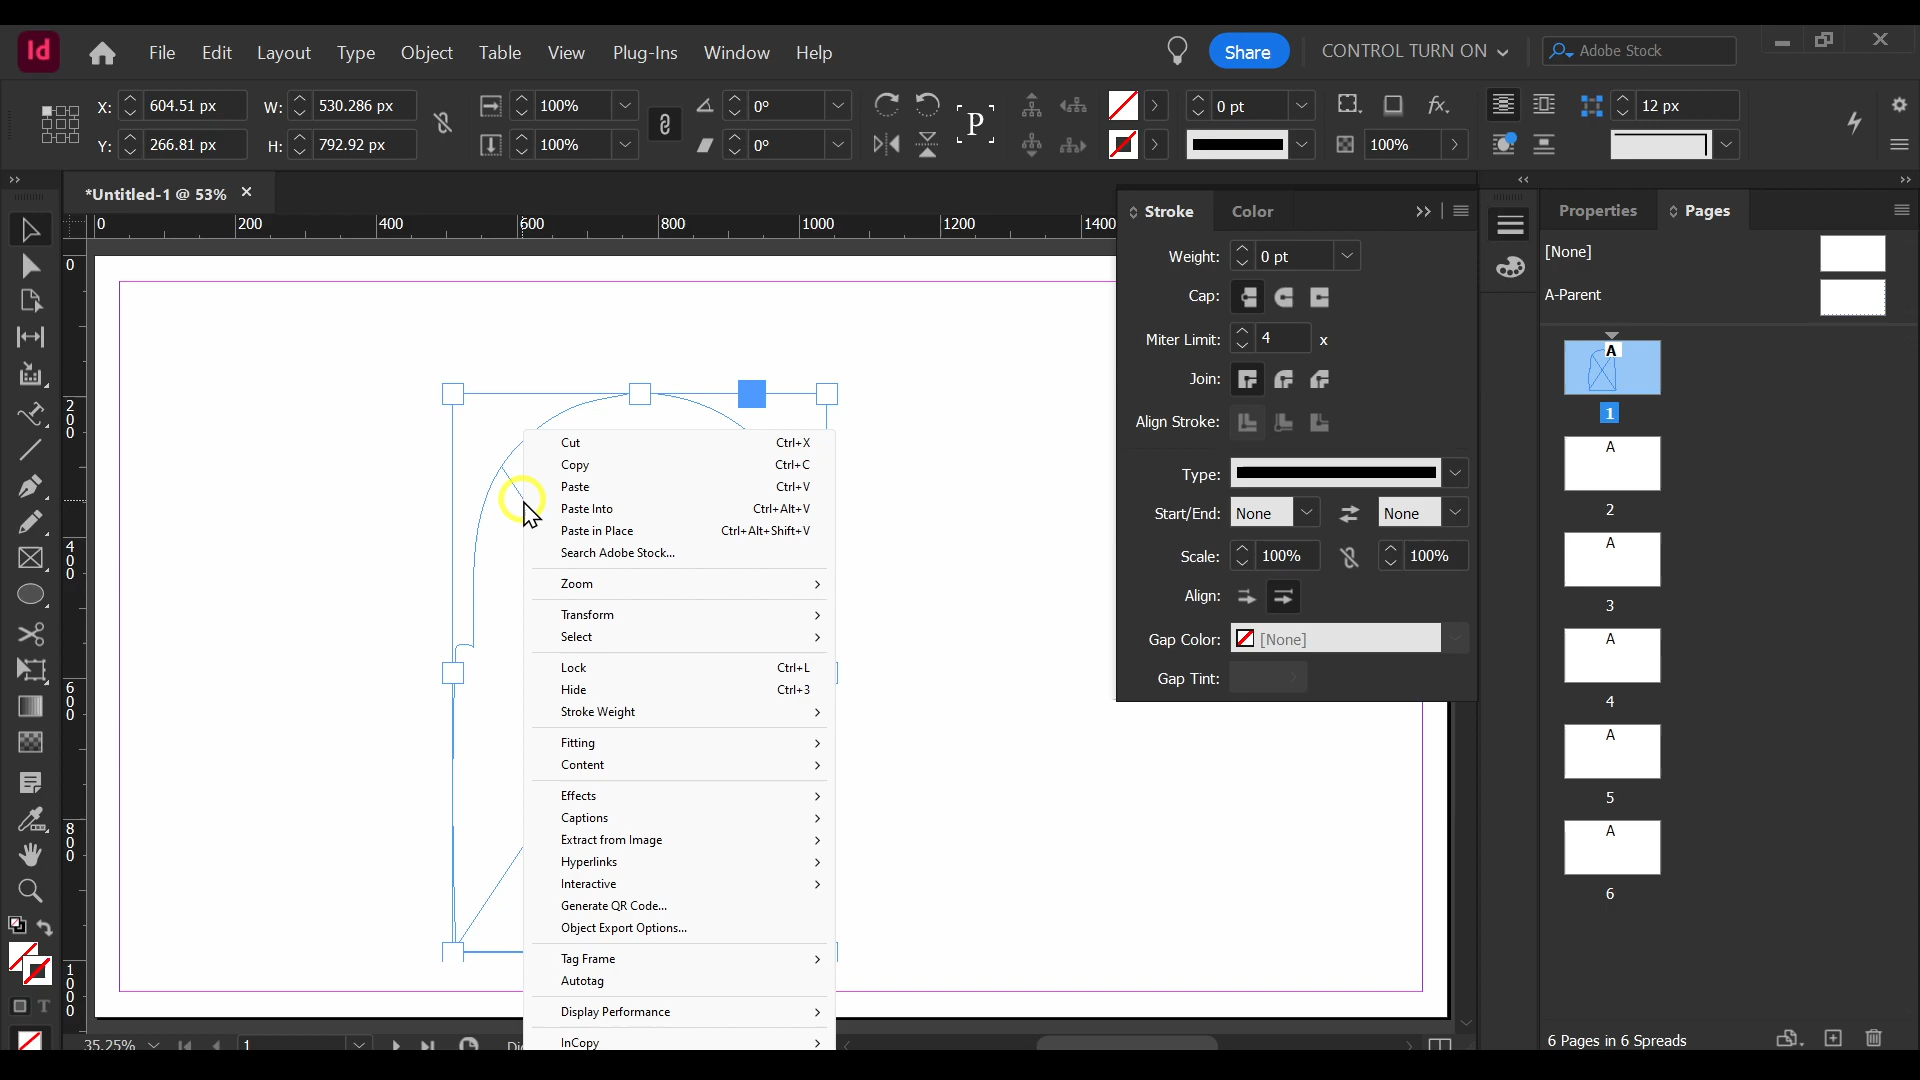 Id File Edit Layout Type Object Table View Plug-Ins Window Help Share CONTROL TURN ON Adobe Stock
X: 604.51 px W: 530.286 px 100% 0° 0 pt fx. 12 px
P
Y: 266.81 px H: 792.92 px 100% 0° 100%
*Untitled-1 @ 53%
0 200 400 600 800 1000 1200 1400
0
200
400
600
800
1000
Cut Ctrl+X
Copy Ctrl+C
Paste Ctrl+V
Paste Into Ctrl+Alt+V
Paste in Place Ctrl+Alt+Shift+V
Search Adobe Stock...
Zoom
Transform
Select
Lock Ctrl+L
Hide Ctrl+3
Stroke Weight
Fitting
Content
Effects
Captions
Extract from Image
Hyperlinks
Interactive
Generate QR Code...
Object Export Options...
Tag Frame
Autotag
Display Performance
InCopy
Stroke Color
Weight: 0 pt
Cap:
Miter Limit: 4 x
Join:
Align Stroke:
Type:
Start/End: None None
Scale: 100% 100%
Align:
Gap Color: [None]
Gap Tint:
Properties Pages
[None]
A-Parent
A
1
A
2
A
3
A
4
A
5
A
6
T
35.25% 1
6 Pages in 6 Spreads